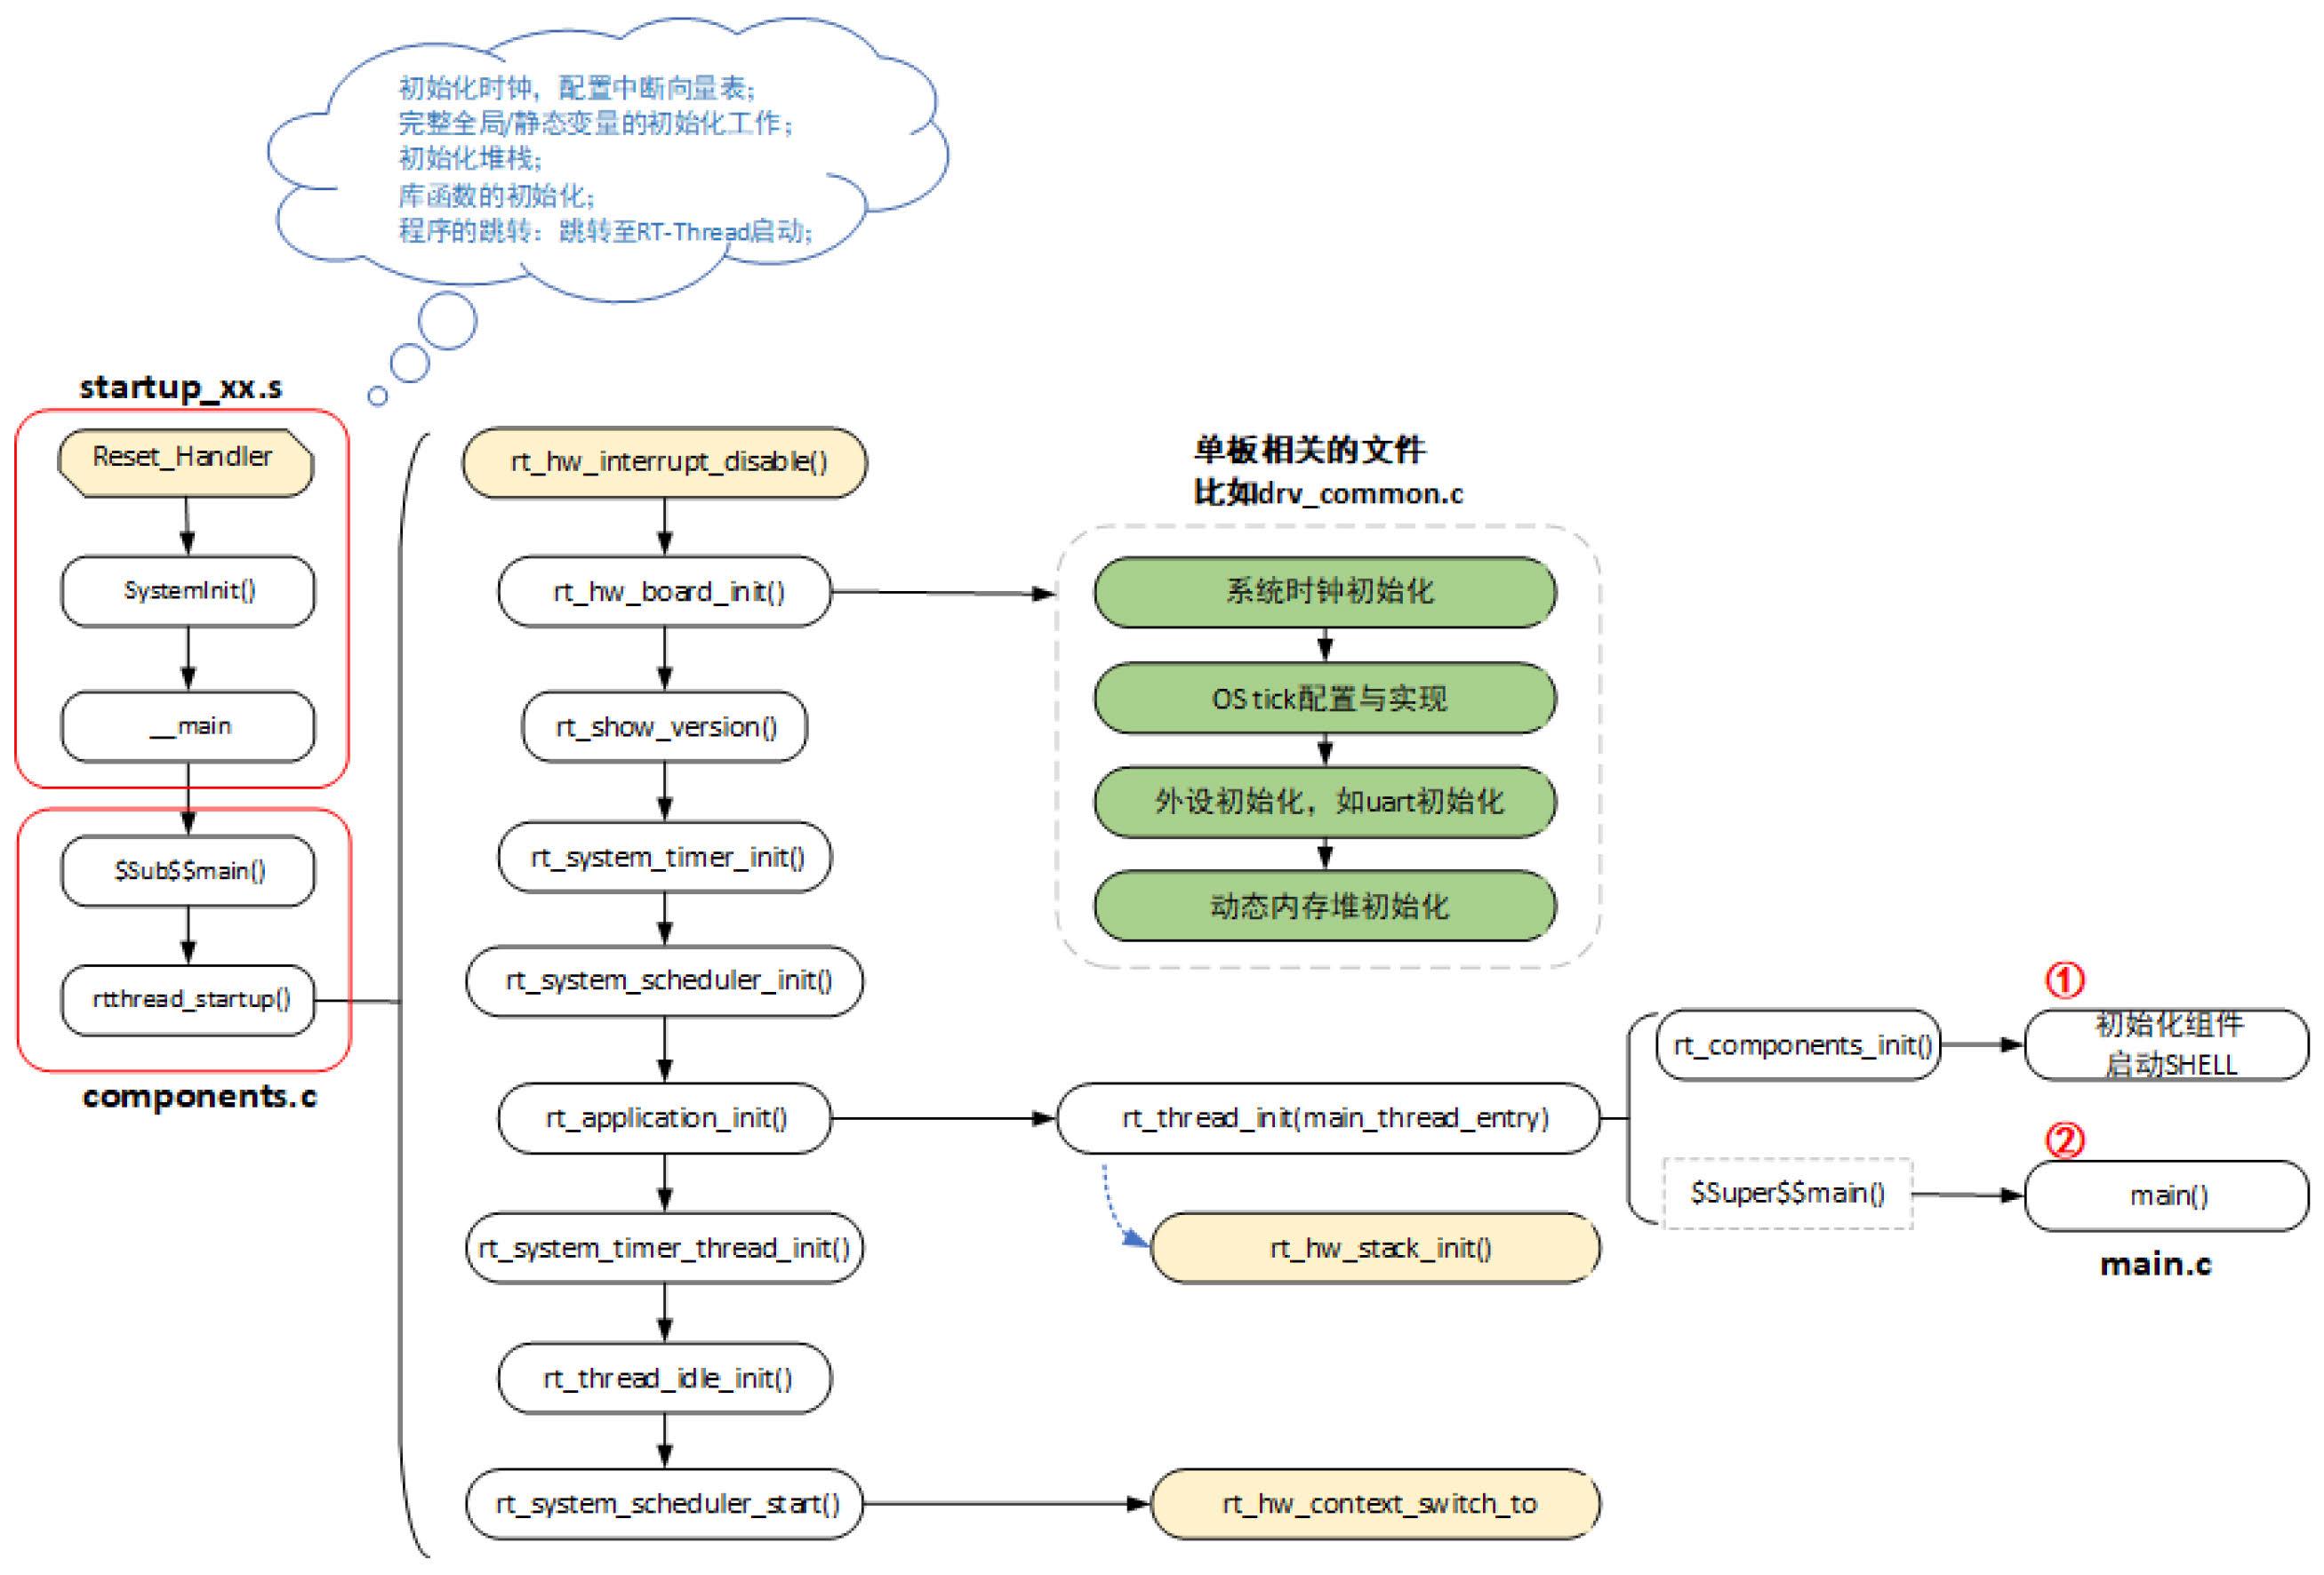 初始化时钟，配置中断向量表；
完整全局/静态变量的初始化工作；
初始化堆栈；
库函数的初始化；
程序的跳转：跳转至RT-Thread启动；
startup_xx.s
Reset_Handler
SystemInit()
__main
$Sub$$main()
rtthread_startup()
components.c
rt_hw_interrupt_disable()
rt_hw_board_init()
rt_show_version()
rt_system_timer_init()
rt_system_scheduler_init()
rt_application_init()
rt_system_timer_thread_init()
rt_thread_idle_init()
rt_system_scheduler_start()
单板相关的文件
比如drv_common.c
系统时钟初始化
OS tick配置与实现
外设初始化，如uart初始化
动态内存堆初始化
rt_thread_init(main_thread_entry)
rt_hw_stack_init()
rt_hw_context_switch_to
rt_components_init()
①
初始化组件
启动SHELL
$Super$$main()
②
main()
main.c